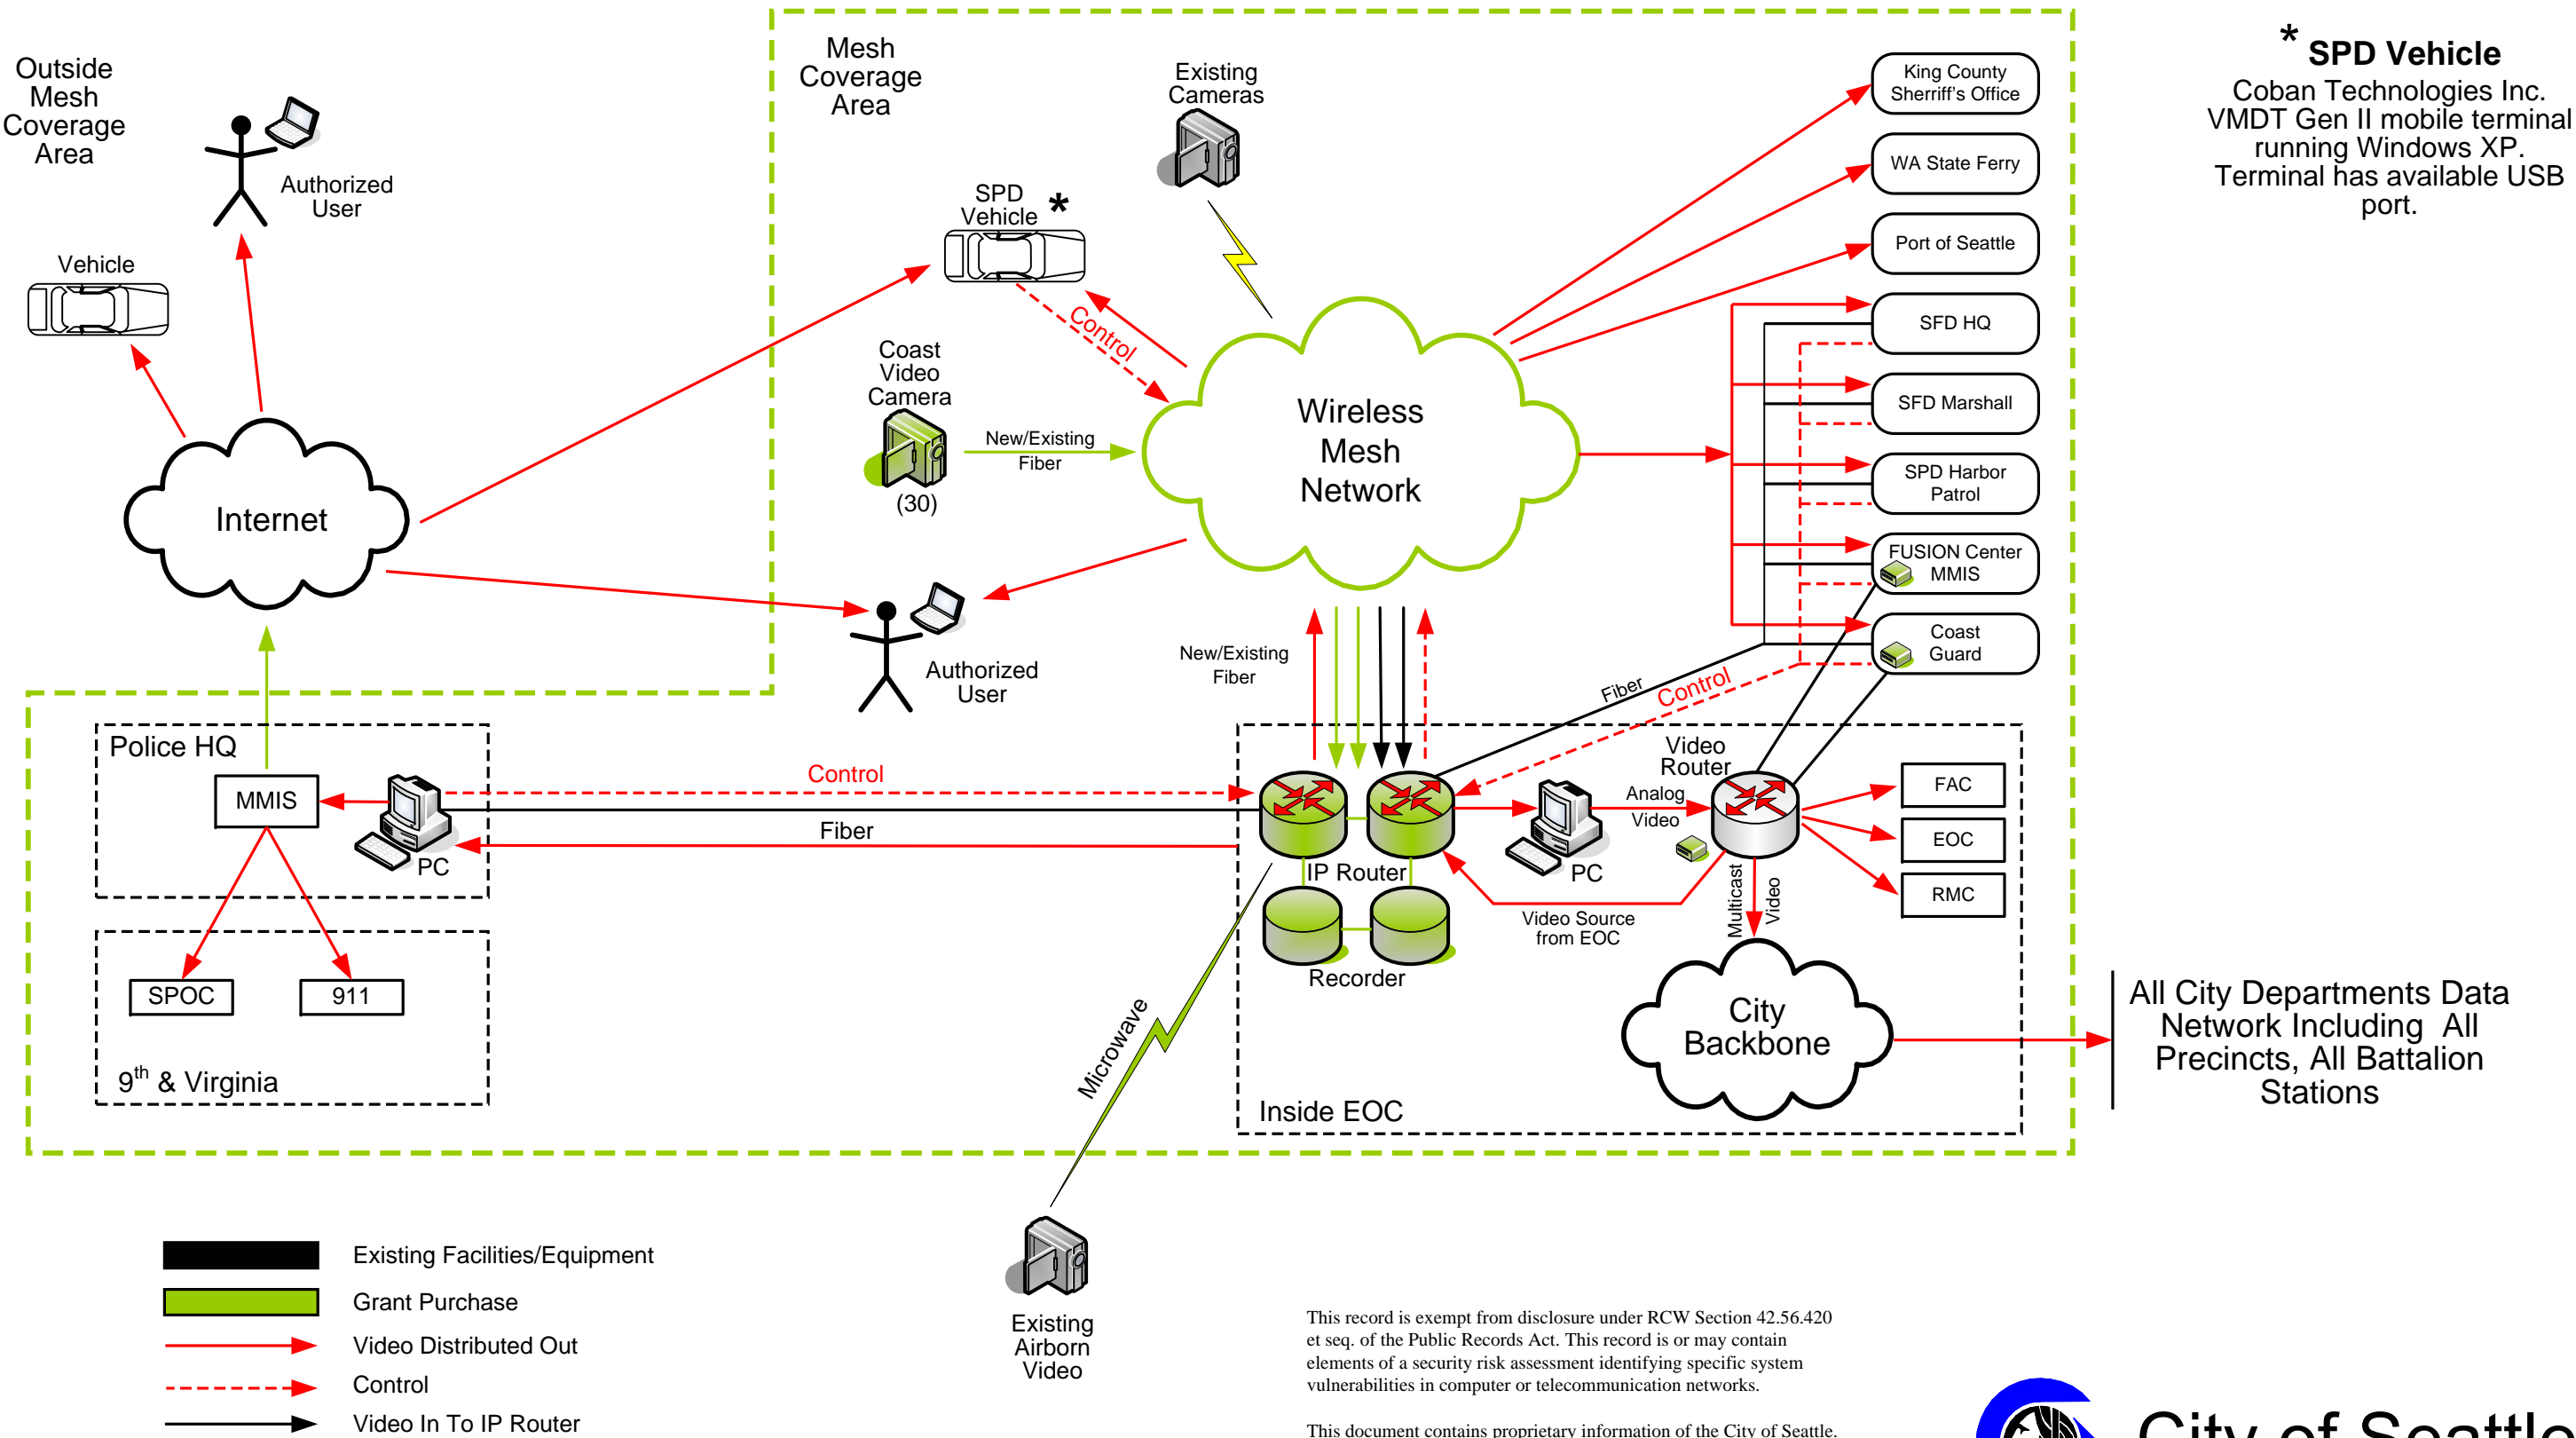 Outside
Mesh
Coverage
Area
Authorized
User
Vehicle
Internet
Mesh
Coverage
Area
Existing
Cameras
SPD
Vehicle *
Control
Coast
Video
Camera
(30)
New/Existing
Fiber
Wireless
Mesh
Network
Authorized
User
New/Existing
Fiber
King County
Sherriff's Office
WA State Ferry
Port of Seattle
SFD HQ
SFD Marshall
SPD Harbor
Patrol
FUSION Center
MMIS
Coast
Guard
Fiber
Control
* SPD Vehicle
Coban Technologies Inc.
VMDT Gen II mobile terminal
running Windows XP.
Terminal has available USB
port.
Police HQ
MMIS
PC
Control
Fiber
SPOC
911
9th & Virginia
IP Router
Recorder
PC
Analog
Video
Video
Router
Video Source
from EOC
Multicast
Video
FAC
EOC
RMC
City
Backbone
Inside EOC
Microwave
All City Departments Data
Network Including All
Precincts, All Battalion
Stations
Existing
Airborn
Video
Existing Facilities/Equipment
Grant Purchase
Video Distributed Out
Control
Video In To IP Router
This record is exempt from disclosure under RCW Section 42.56.420
et seq. of the Public Records Act. This record is or may contain
elements of a security risk assessment identifying specific system
vulnerabilities in computer or telecommunication networks.
This document contains proprietary information of the City of Seattle.
City of Seattle